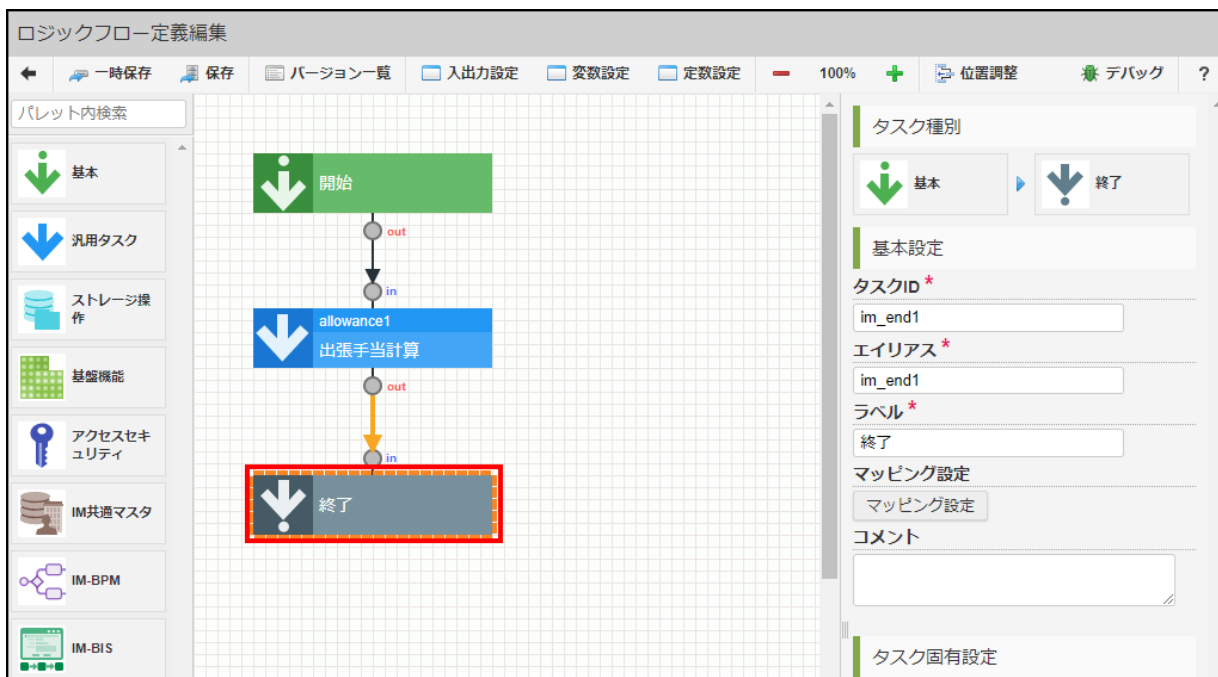 ロジックフロー定義編集
一時保存 保存 バージョン一覧 入出力設定 変数設定 定数設定 100% 位置調整 デバッグ ?
パレット内検索
基本
汎用タスク
ストレージ操
作
基盤機能
アクセスセキ
ュリティ
IM共通マスタ
IM-BPM
IM-BIS
開始
out
in
allowance1
出張手当計算
out
in
終了
タスク種別
基本 終了
基本設定
タスクID *
im_end1
エイリアス *
im_end1
ラベル *
終了
マッピング設定
マッピング設定
コメント
タスク固有設定